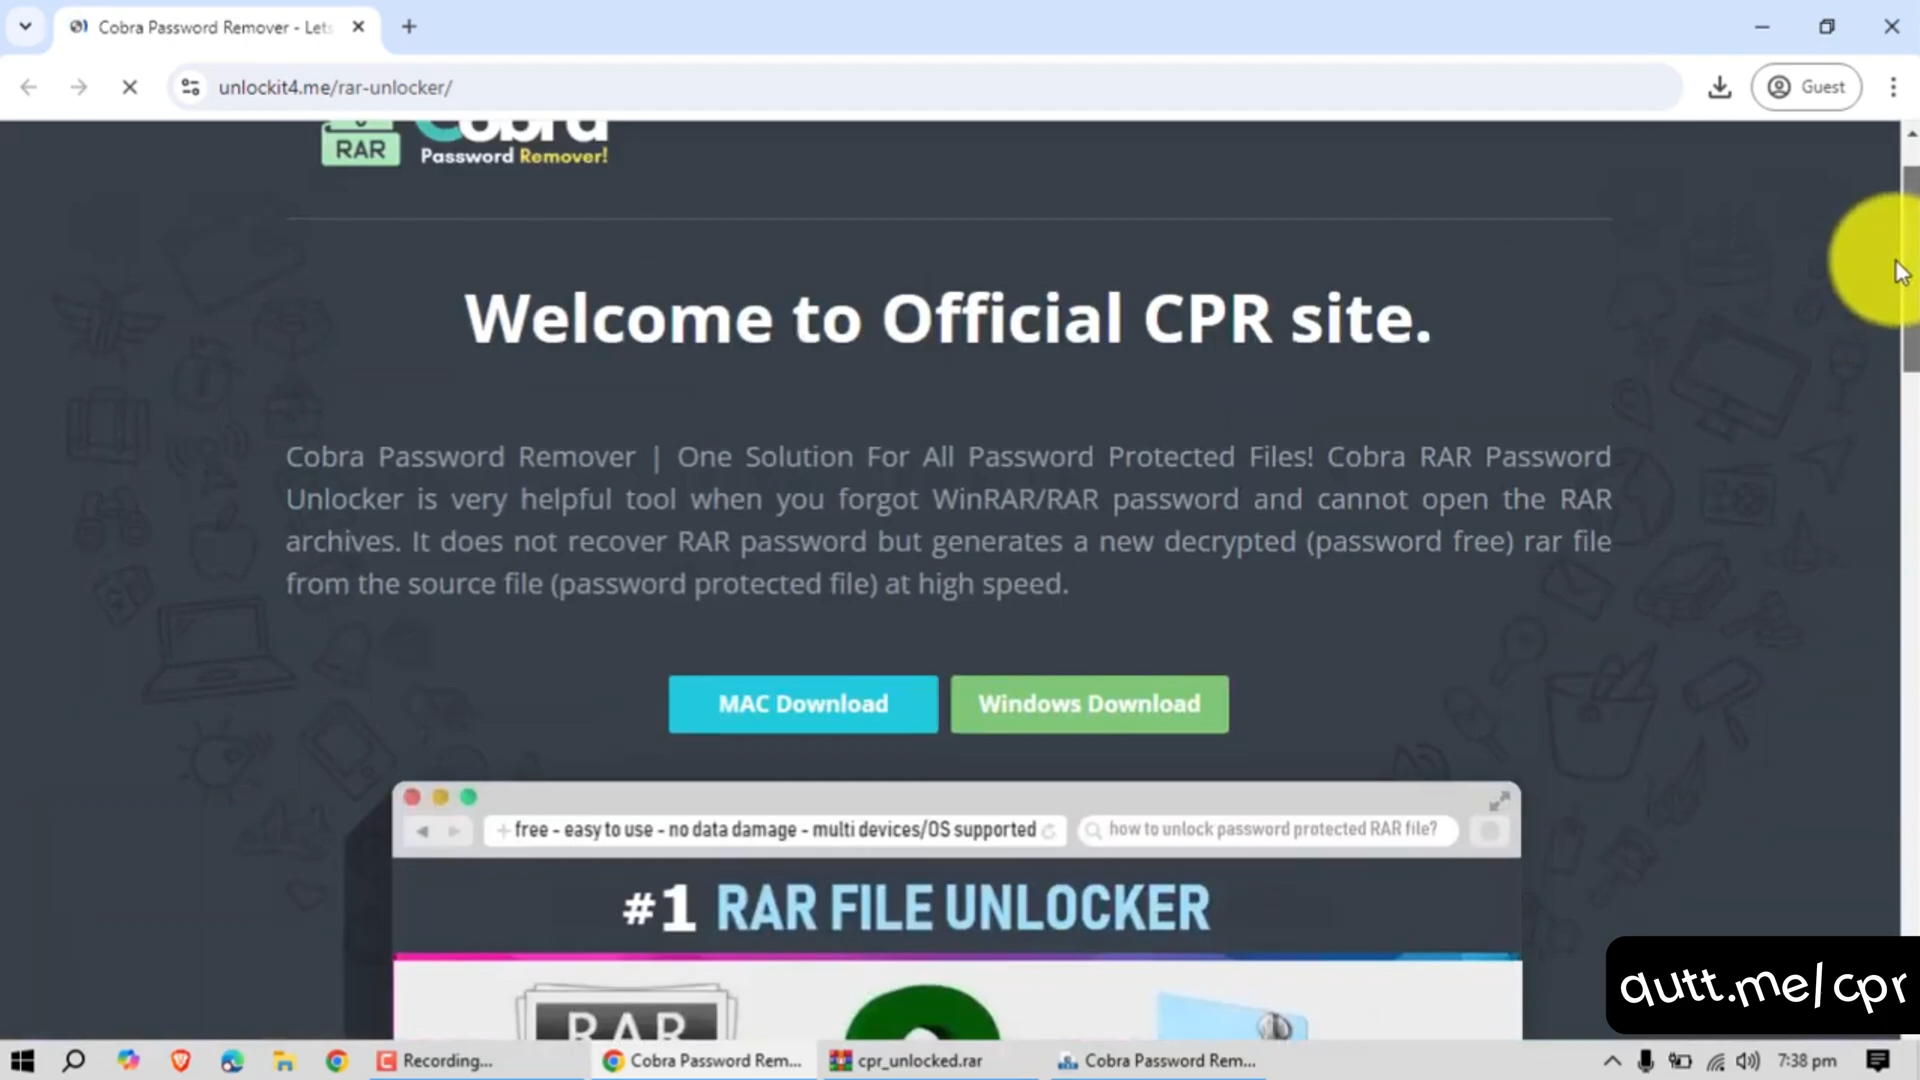 Cobra Password Remover - Lets
unlockit4.me/rar-unlocker/
Guest
RAR
Cobra
Password Remover!
Welcome to Official CPR site.
Cobra Password Remover | One Solution For All Password Protected Files! Cobra RAR Password
Unlocker is very helpful tool when you forgot WinRAR/RAR password and cannot open the RAR
archives. It does not recover RAR password but generates a new decrypted (password free) rar file
from the source file (password protected file) at high speed.
MAC Download
Windows Download
free - easy to use - no data damage - multi devices/OS supported
how to unlock password protected RAR file?
#1 RAR FILE UNLOCKER
RAR
qutt.me/cpr
Recording...
Cobra Password Rem...
cpr_unlocked.rar
Cobra Password Rem...
7:38 pm